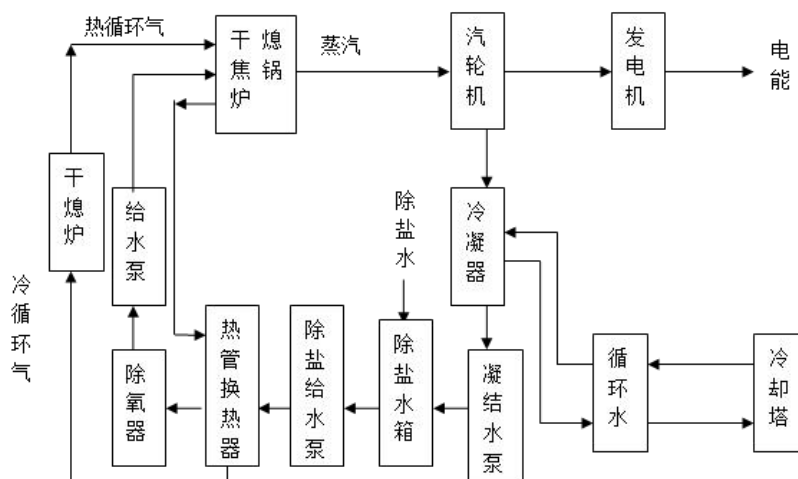 热循环气
干熄
焦锅
炉
蒸汽
汽轮机
发电机
电能
干熄炉
给水泵
除盐水
冷凝器
冷循环气
除氧器
热管换热器
除盐给水泵
除盐水箱
凝结水泵
循环水
冷却塔